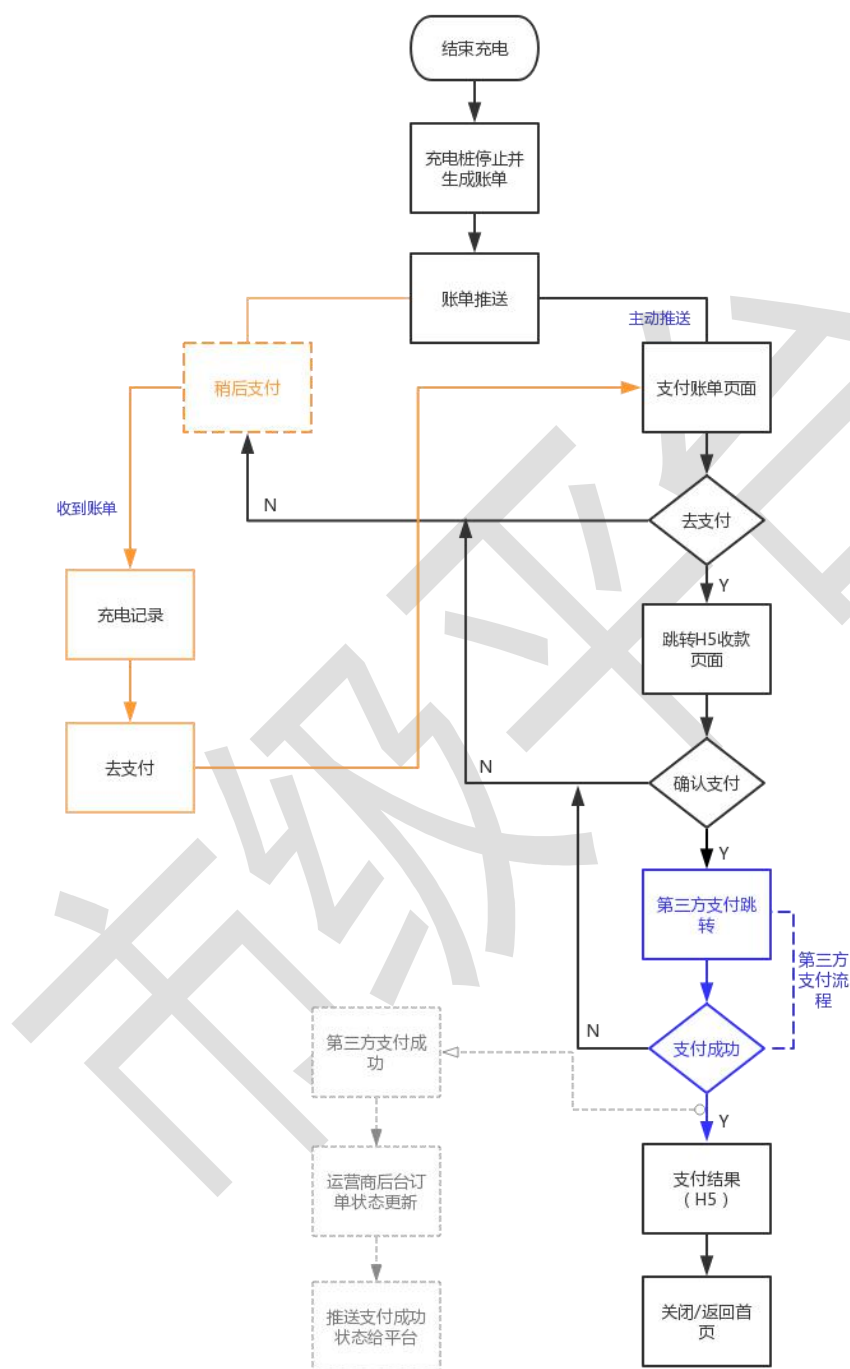 结束充电
充电桩停止并
生成账单
账单推送
主动推送
稍后支付
支付账单页面
收到账单
N
去支付
Y
充电记录
跳转H5收款
页面
去支付
N
确认支付
Y
第三方支付跳
转
第三方
支付流
程
第三方支付成
功
N
支付成功
Y
运营商后台订
单状态更新
支付结果
（H5）
推送支付成功
状态给平台
关闭/返回首
页
市级平台